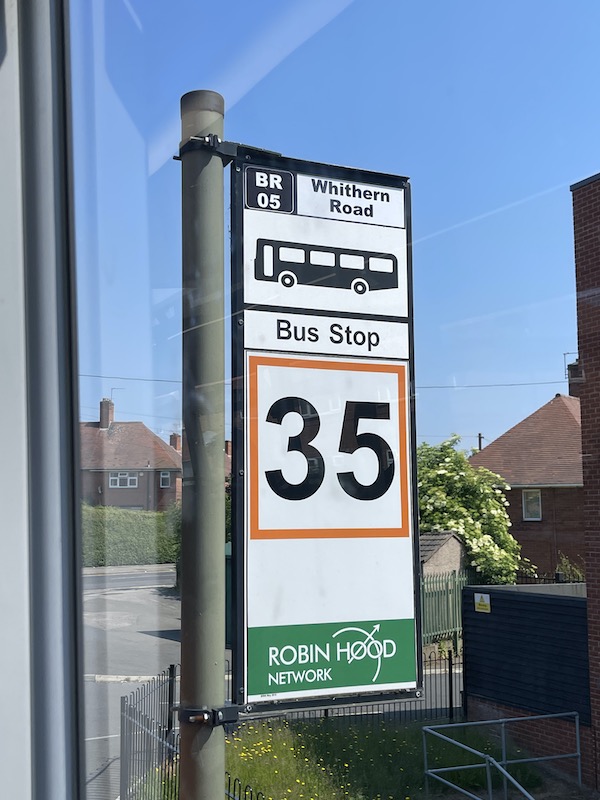 BR
05
Whithern
Road
Bus Stop
35
ROBIN HOOD
NETWORK